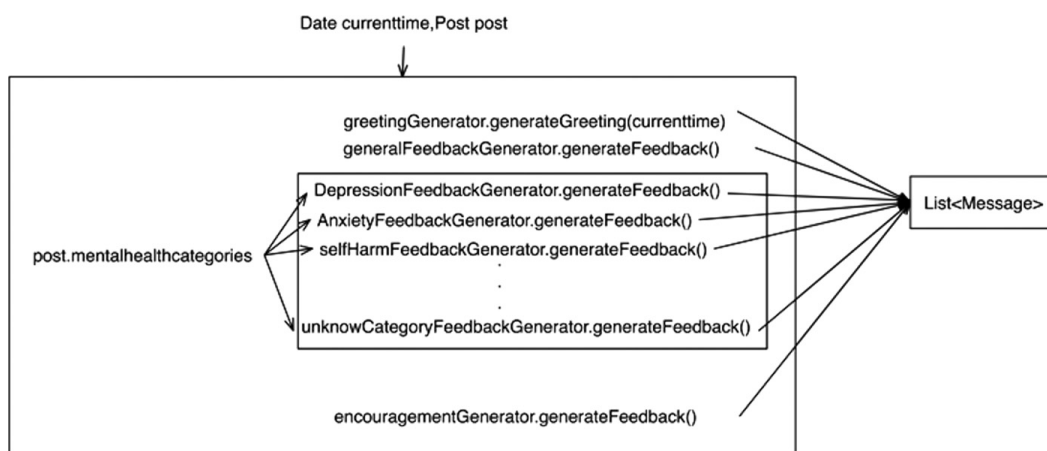 Date currenttime,Post post
greetingGenerator.generateGreeting(currenttime)
generalFeedbackGenerator.generateFeedback()
DepressionFeedbackGenerator.generateFeedback()
AnxietyFeedbackGenerator.generateFeedback()
selfHarmFeedbackGenerator.generateFeedback()
.
.
.
unknowCategoryFeedbackGenerator.generateFeedback()
post.mentalhealthcategories
List<Message>
encouragementGenerator.generateFeedback()